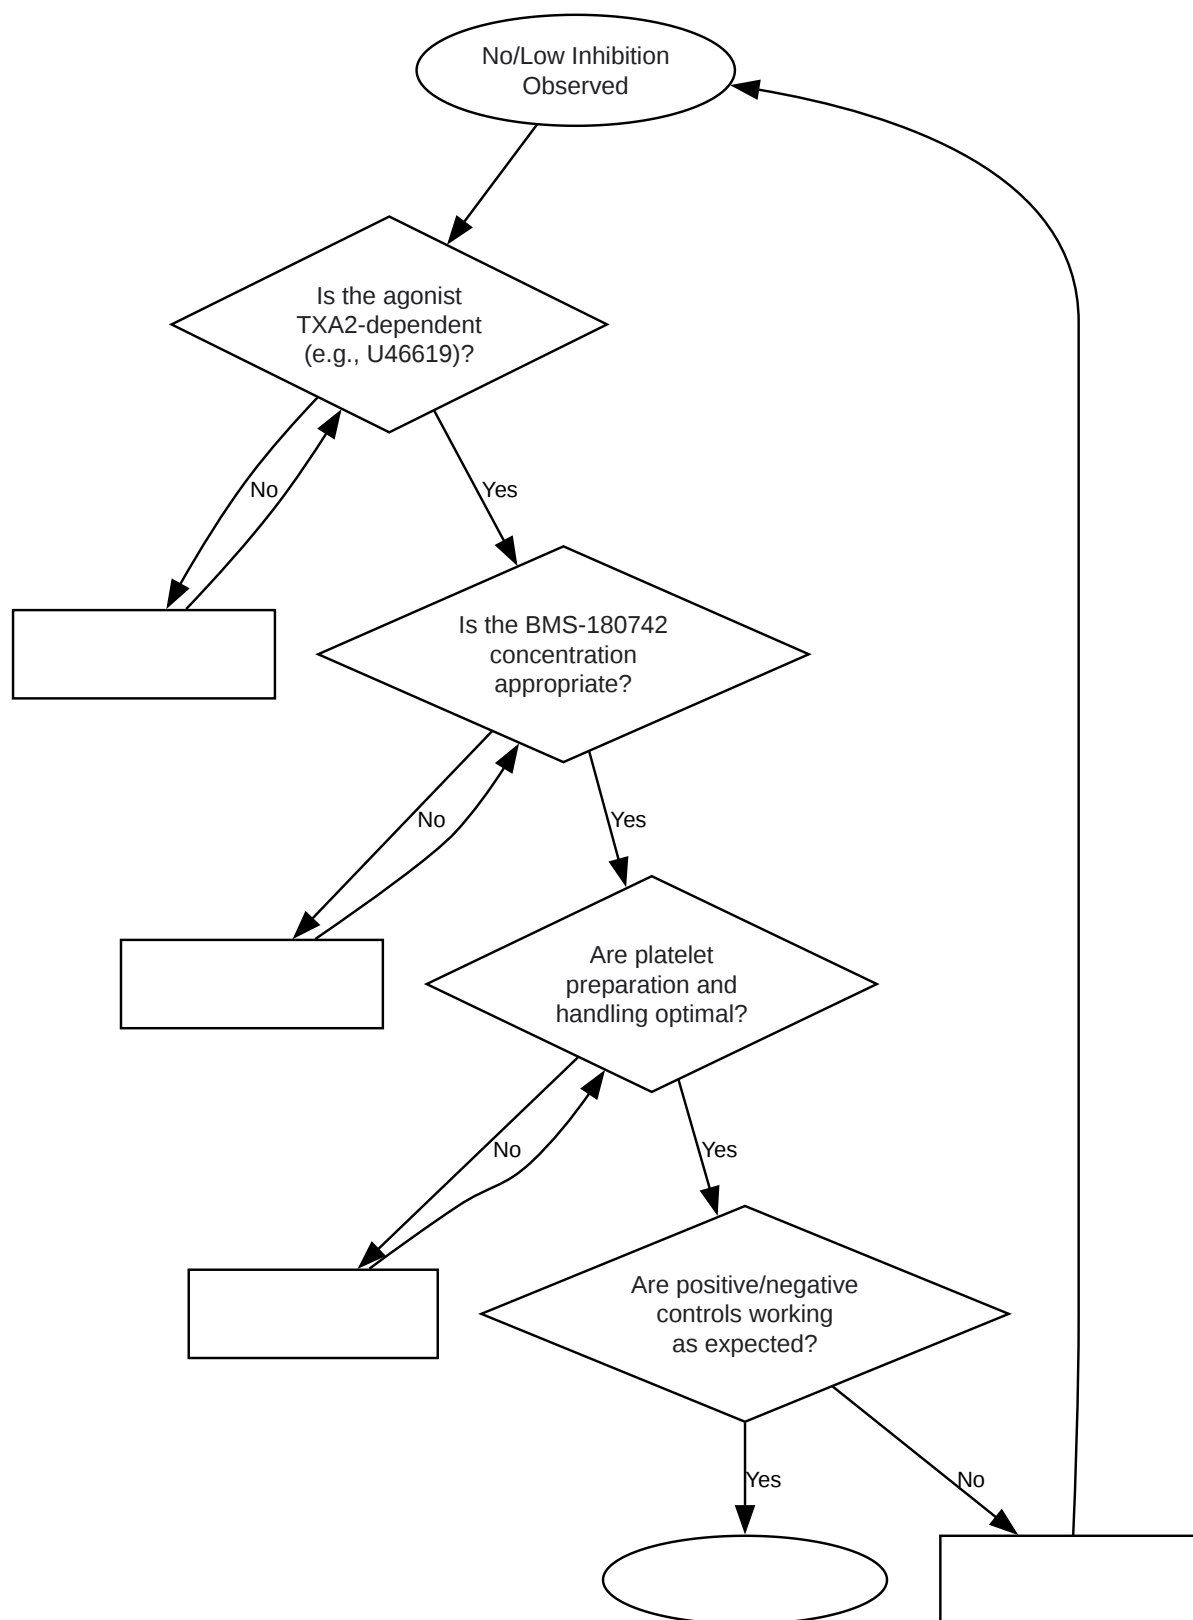 No/Low Inhibition
Observed
Is the agonist
TXA2-dependent
(e.g., U46619)?
No
Yes
Is the BMS-180742
concentration
appropriate?
No
Yes
Are platelet
preparation and
handling optimal?
No
Yes
Are positive/negative
controls working
as expected?
Yes
No